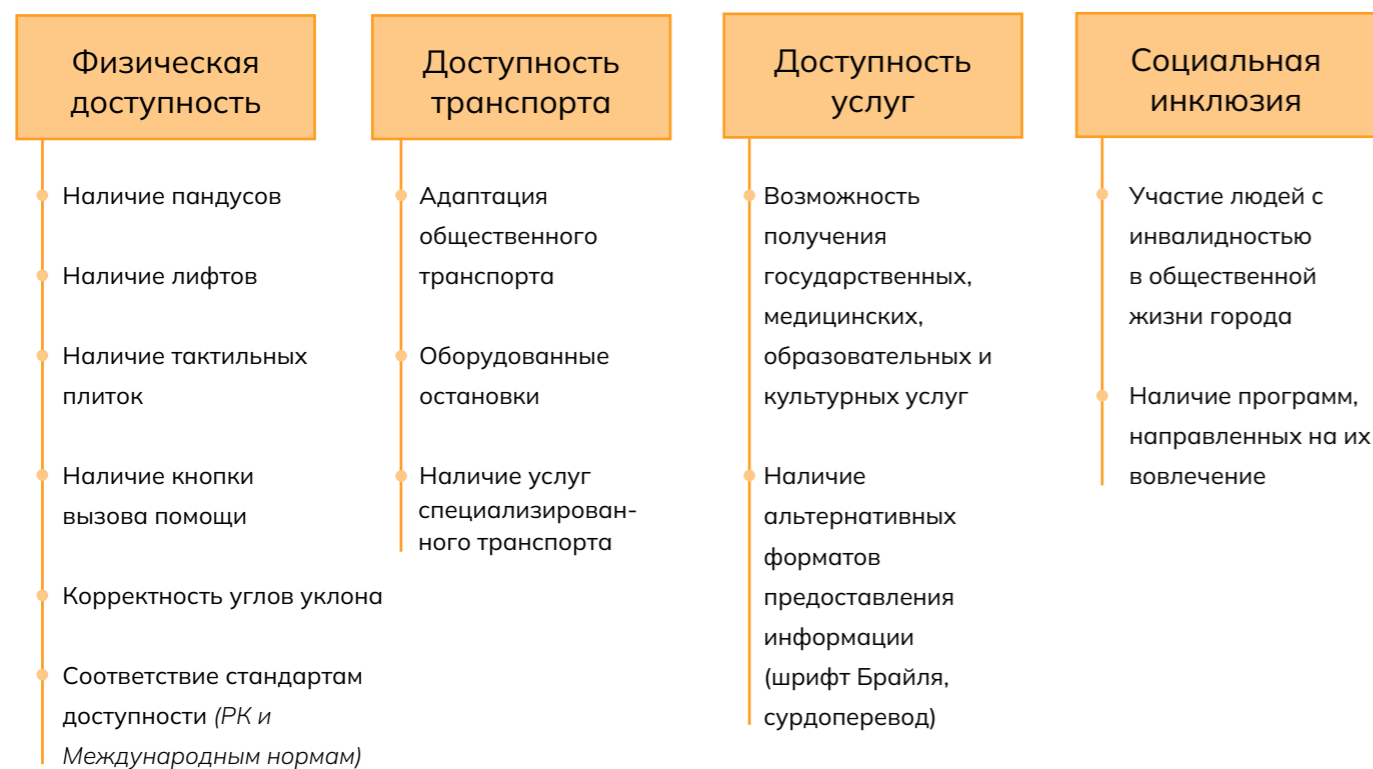 Физическая
доступность
Наличие пандусов
Наличие лифтов
Наличие тактильных
плиток
Наличие кнопки
вызова помощи
Корректность углов уклона
Соответствие стандартам
доступности (РК и
Международным нормам)
Доступность
транспорта
Адаптация
общественного
транспорта
Оборудованные
остановки
Наличие услуг
специализирован-
ного транспорта
Доступность
услуг
Возможность
получения
государственных,
медицинских,
образовательных и
культурных услуг
Наличие
альтернативных
форматов
предоставления
информации
(шрифт Брайля,
сурдоперевод)
Социальная
инклюзия
Участие людей с
инвалидностью
в общественной
жизни города
Наличие программ,
направленных на их
вовлечение